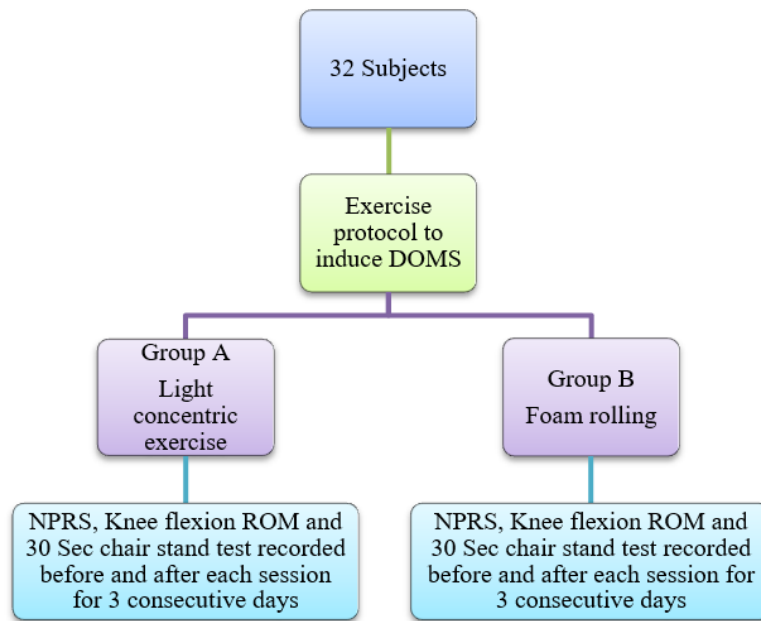 32 Subjects
Exercise
protocol to
induce DOMS
Group A
Light
concentric
exercise
Group B
Foam rolling
NPRS, Knee flexion ROM and
30 Sec chair stand test recorded
before and after each session
for 3 consecutive days
NPRS, Knee flexion ROM and
30 Sec chair stand test recorded
before and after each session for
3 consecutive days